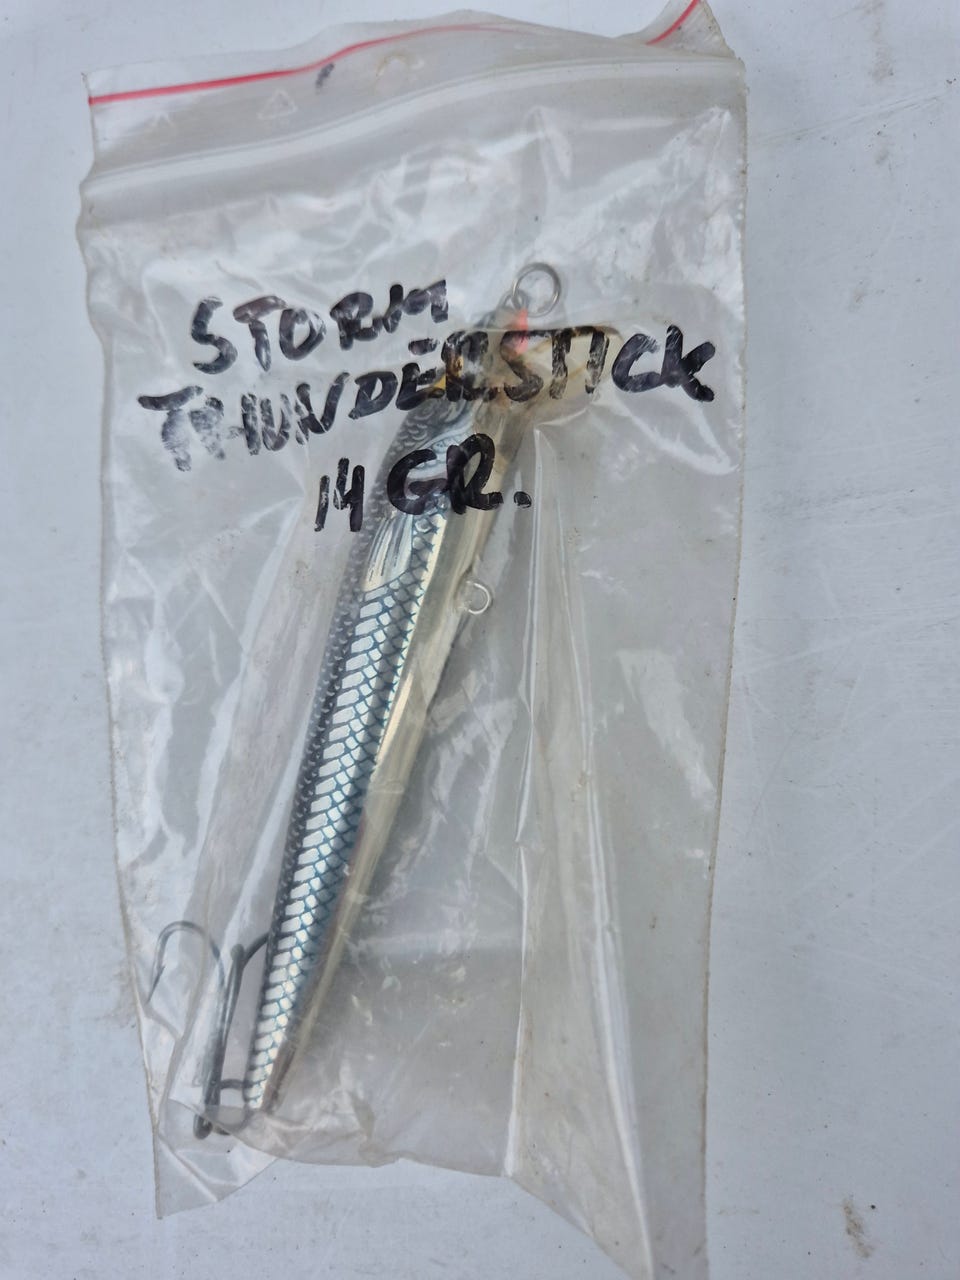 STORM
THUNDERSTICK
14 GR.